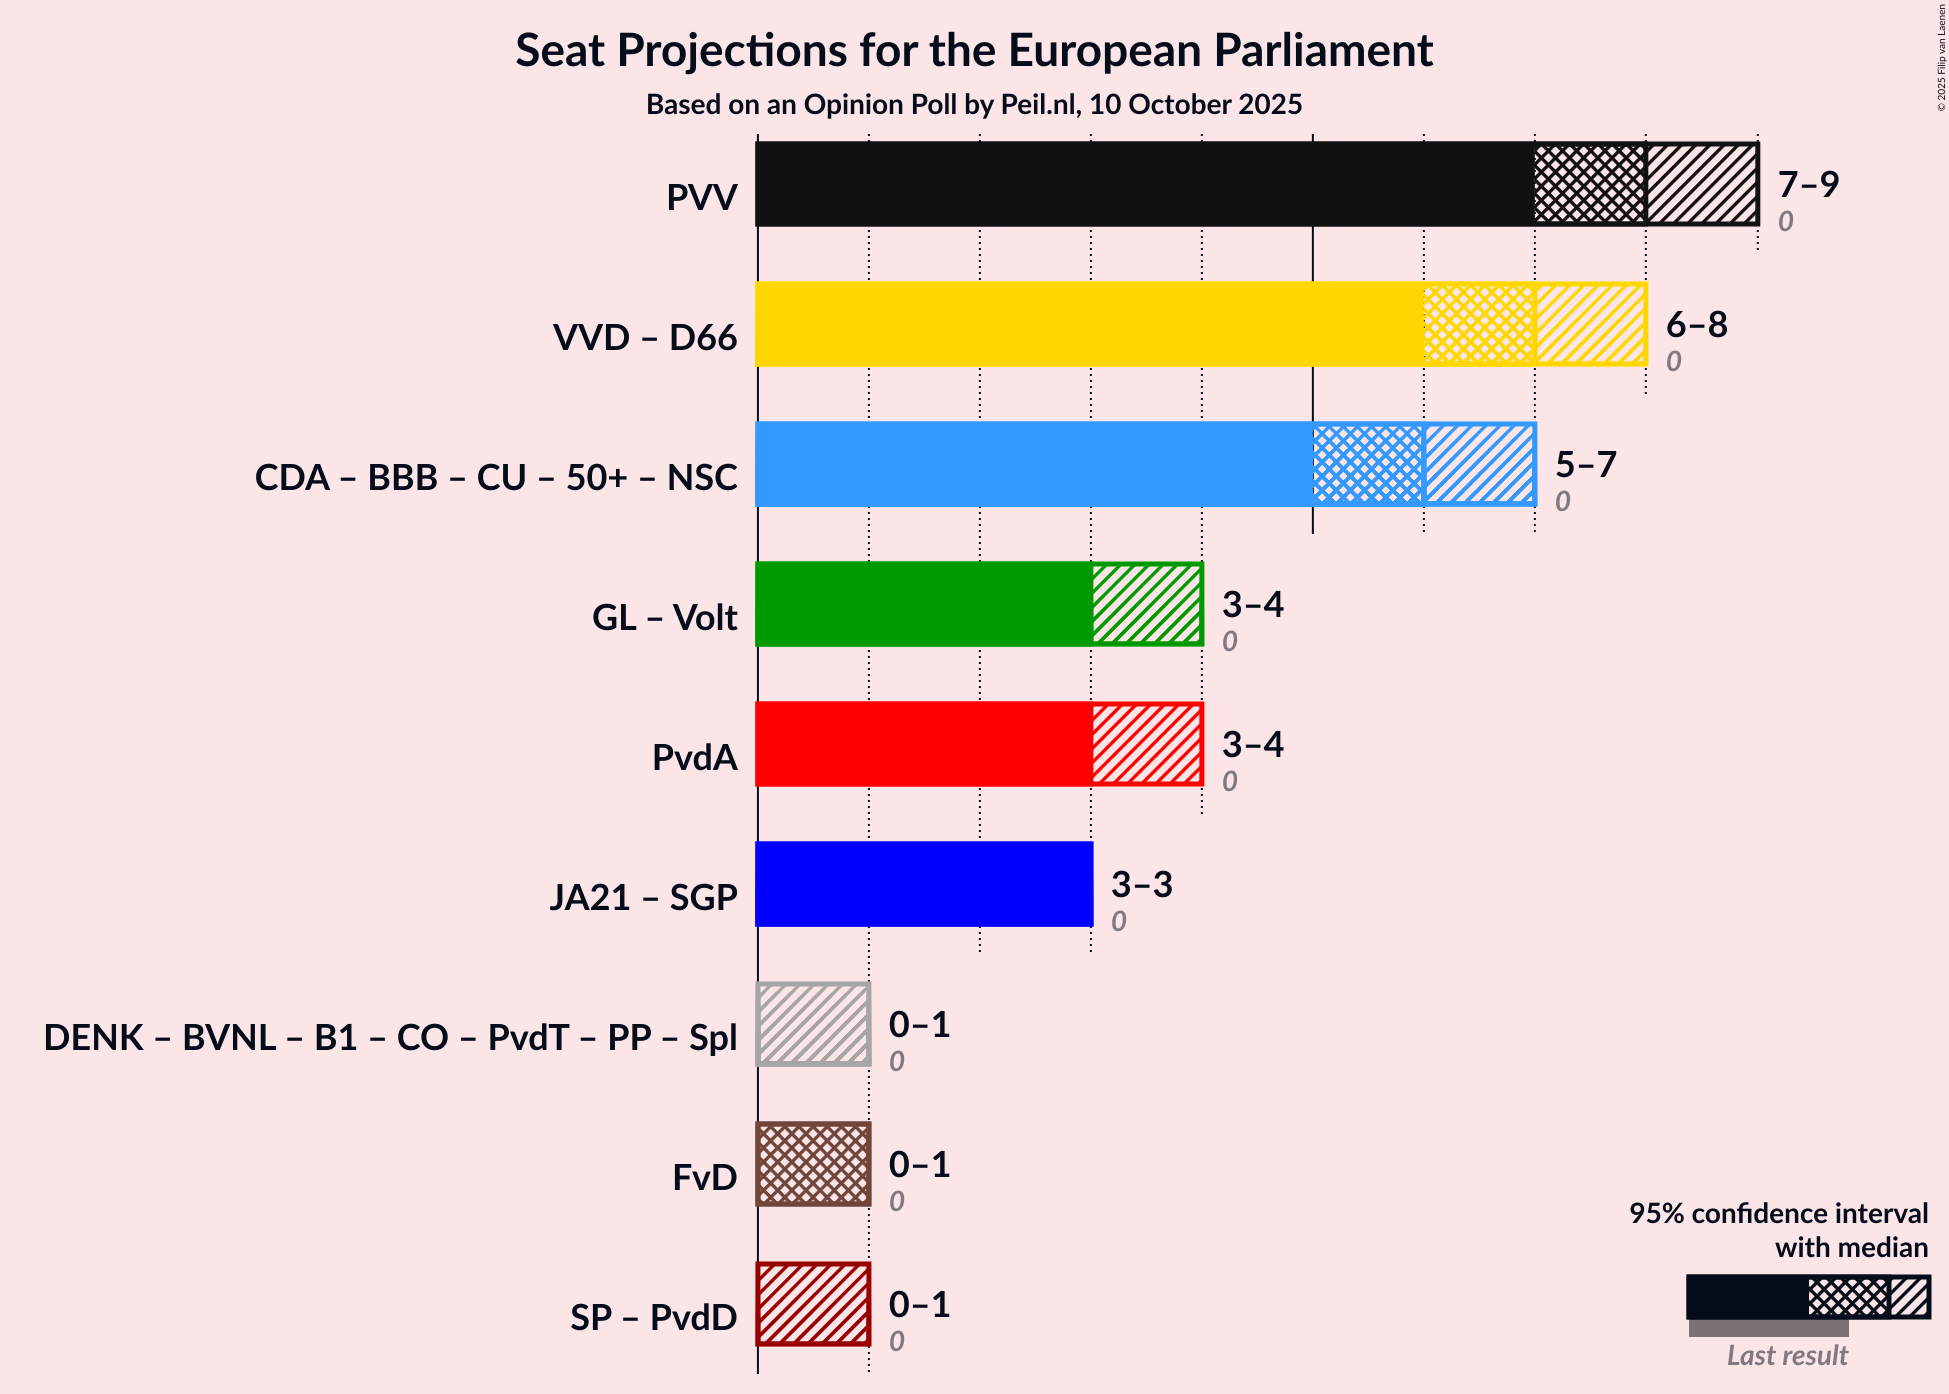 Seat Projections for the European Parliament
Based on an Opinion Poll by Peil.nl, 10 October 2025
© 2025 Filip van Laenen
PVV
7–9
0
VVD – D66
6–8
0
CDA – BBB – CU – 50+ – NSC
5–7
0
GL – Volt
3–4
0
PvdA
3–4
0
JA21 – SGP
3–3
0
DENK – BVNL – B1 – CO – PvdT – PP – Spl
0–1
0
FvD
0–1
0
SP – PvdD
0–1
0
95% confidence interval
with median
Last result